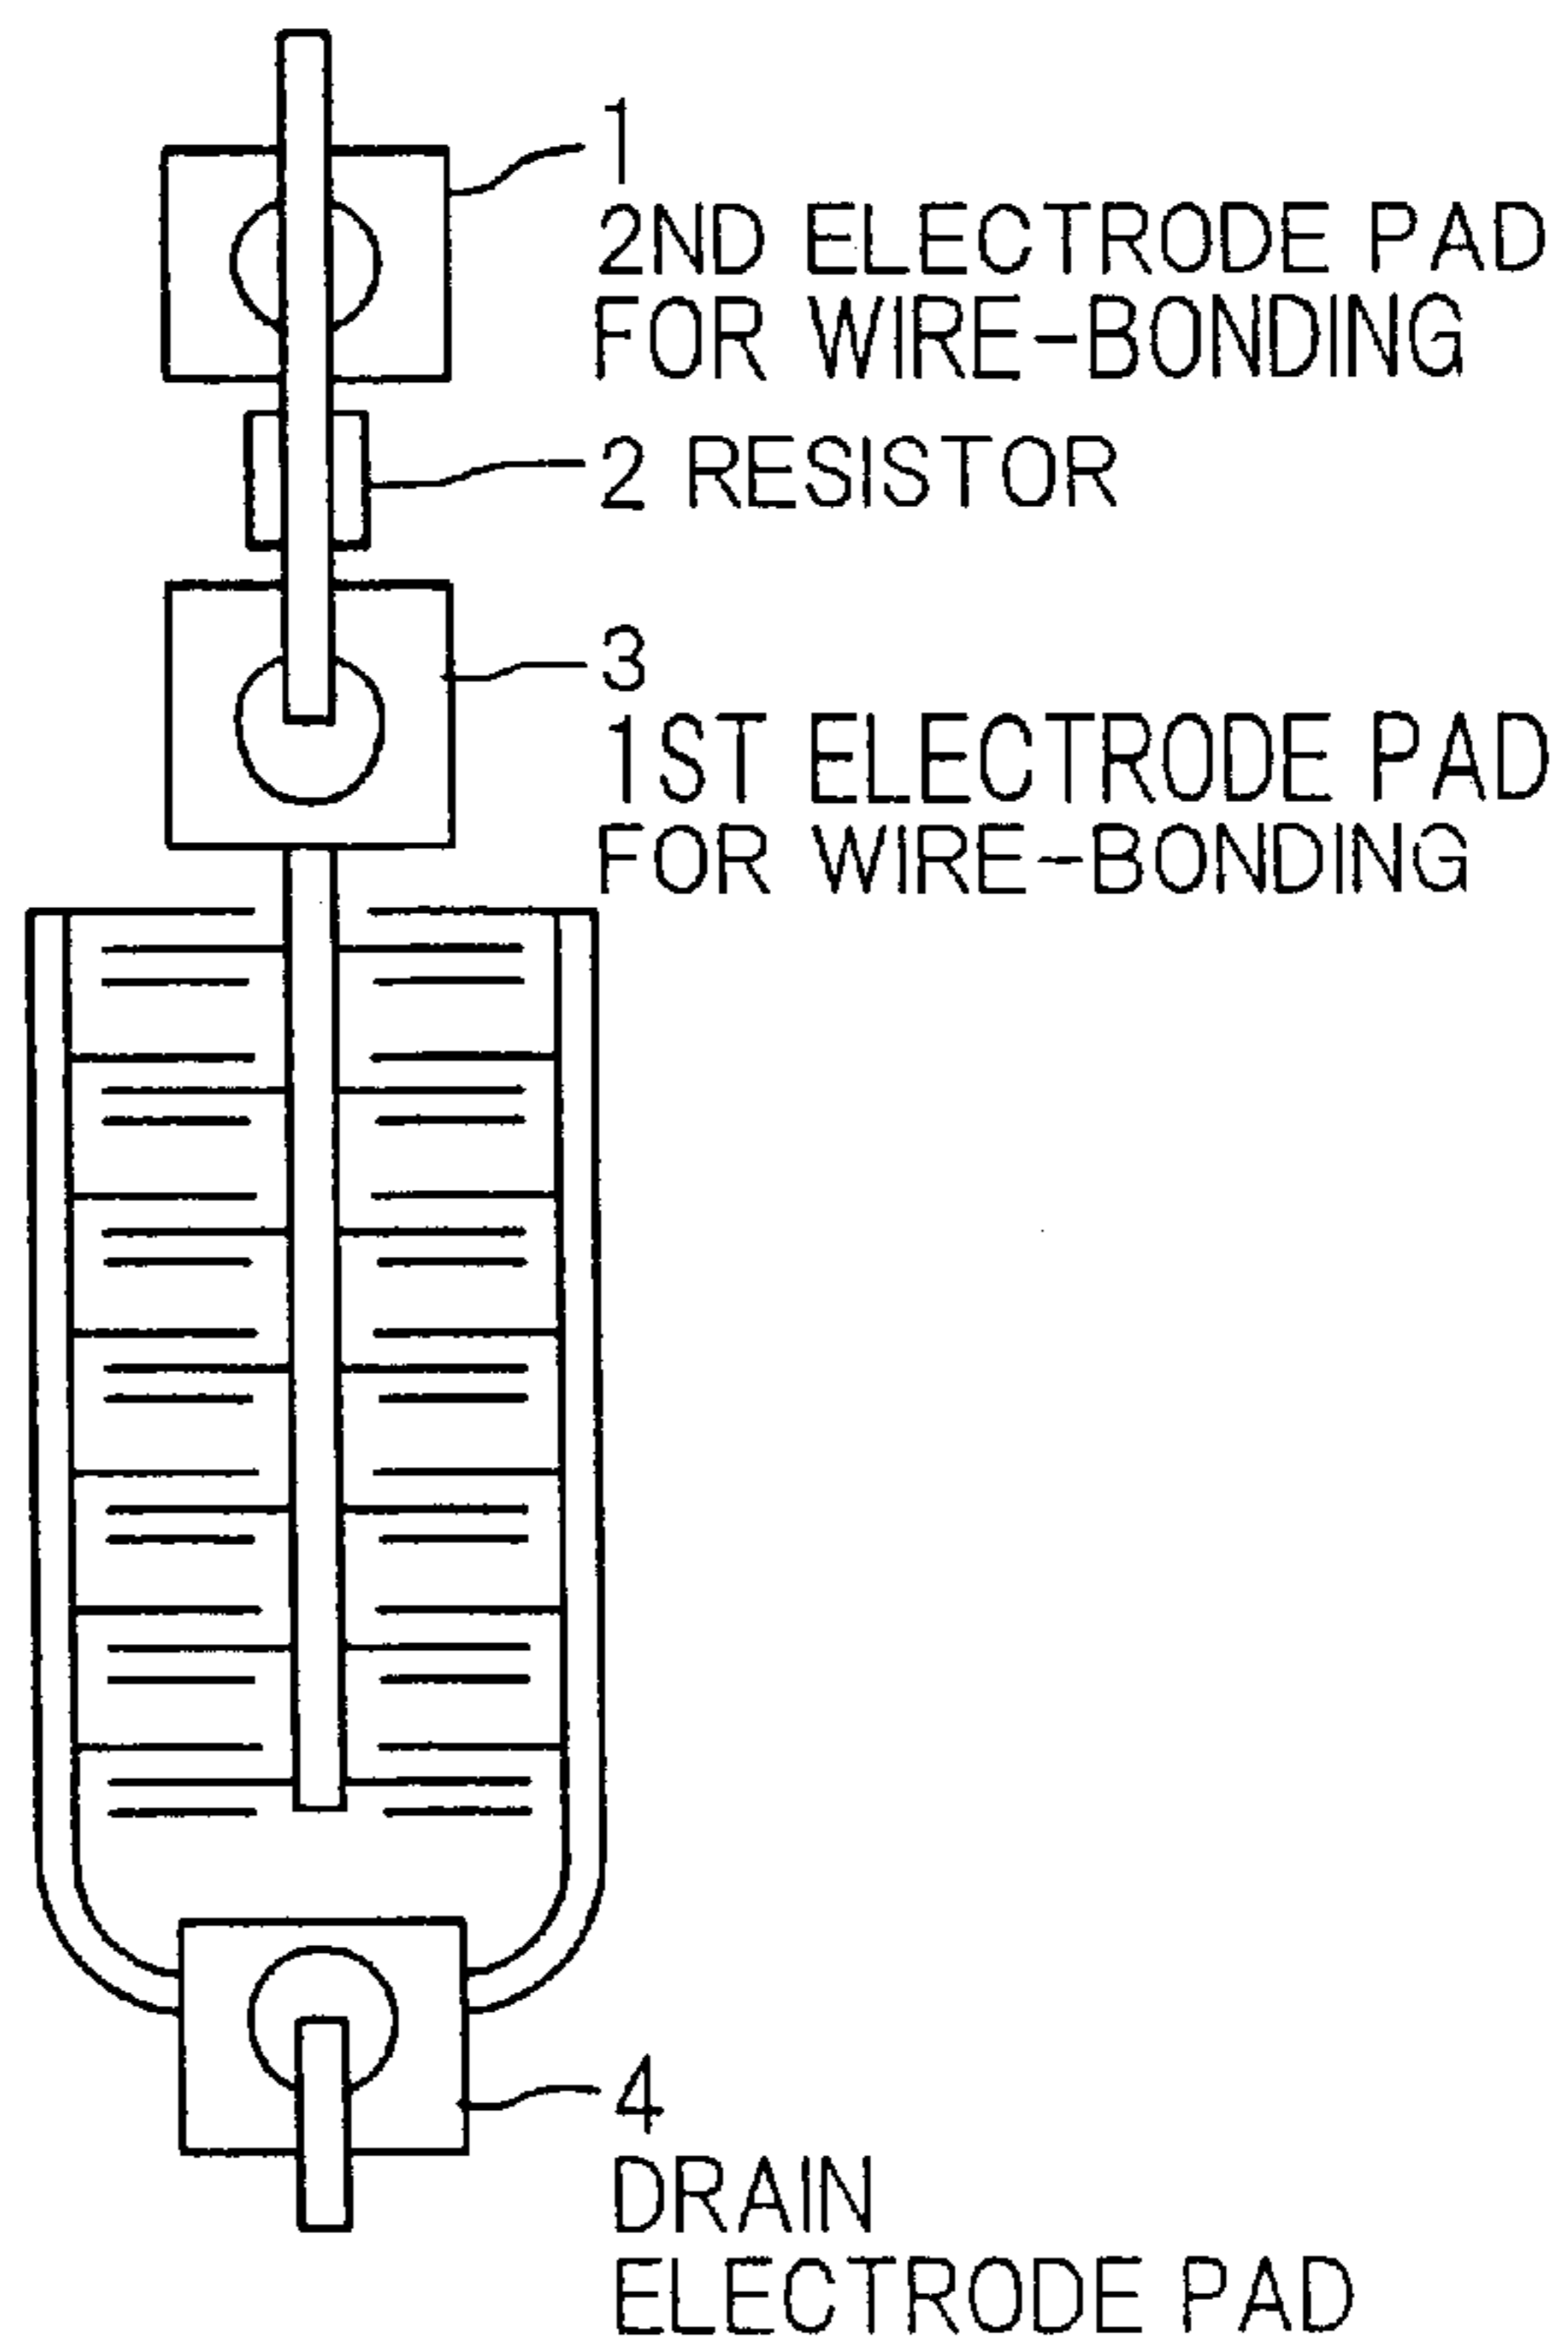 1
2ND ELECTRODE PAD
FOR WIRE-BONDING
2 RESISTOR
3
1ST ELECTRODE PAD
FOR WIRE-BONDING
4
DRAIN
ELECTRODE PAD